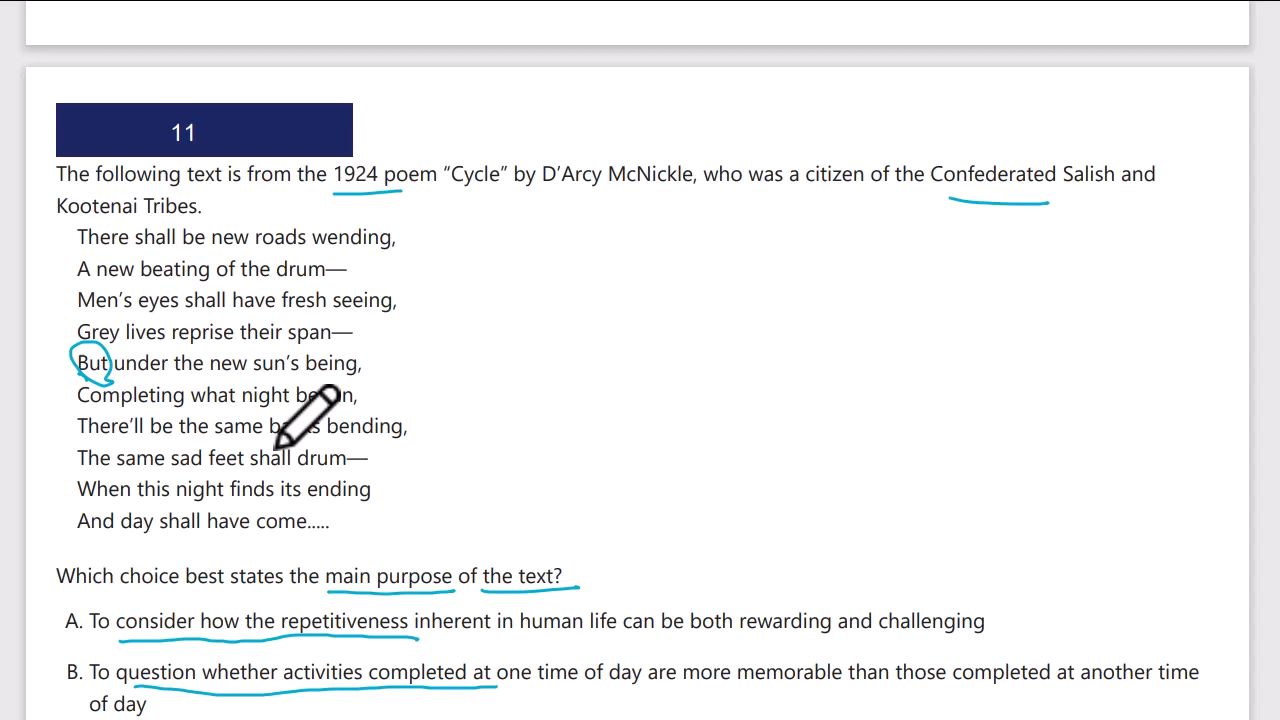 11
The following text is from the 1924 poem “Cycle” by D’Arcy McNickle, who was a citizen of the Confederated Salish and
Kootenai Tribes.
There shall be new roads wending,
A new beating of the drum—
Men’s eyes shall have fresh seeing,
Grey lives reprise their span—
But under the new sun’s being,
Completing what night began,
There’ll be the same backs bending,
The same sad feet shall drum—
When this night finds its ending
And day shall have come.....
Which choice best states the main purpose of the text?
A. To consider how the repetitiveness inherent in human life can be both rewarding and challenging
B. To question whether activities completed at one time of day are more memorable than those completed at another time
of day